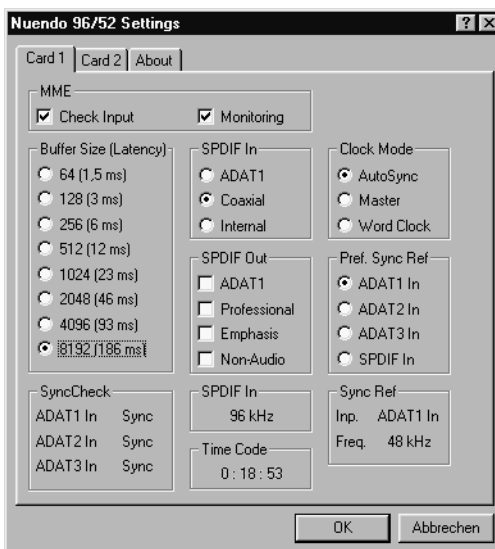 Nuendo 96/52 Settings
Card 1 Card 2 About
MME
Check Input Monitoring
Buffer Size (Latency)
64 (1,5 ms)
128 (3 ms)
256 (6 ms)
512 (12 ms)
1024 (23 ms)
2048 (46 ms)
4096 (93 ms)
8192 (186 ms)
SPDIF In
ADAT1
Coaxial
Internal
Clock Mode
AutoSync
Master
Word Clock
SPDIF Out
ADAT1
Professional
Emphasis
Non-Audio
Pref. Sync Ref
ADAT1 In
ADAT2 In
ADAT3 In
SPDIF In
SyncCheck
ADAT1 In Sync
ADAT2 In Sync
ADAT3 In Sync
SPDIF In
96 kHz
Time Code
0 : 18 : 53
Sync Ref
Inp. ADAT1 In
Freq. 48 kHz
OK Abbrechen